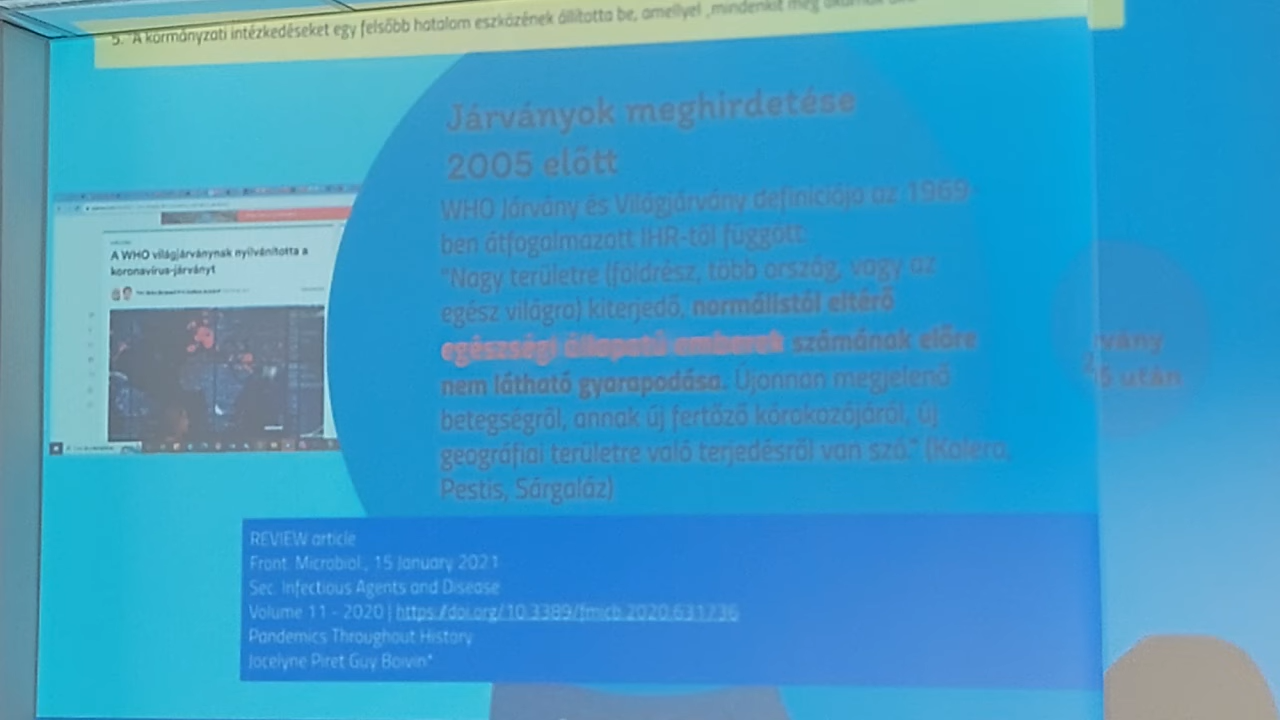 5. "A kormányzati intézkedéseket egy felsőbb hatalom eszközének állította be, amellyel „mindenkit meg akarnak
Járványok meghirdetése
2005 előtt
WHO Járvány és Világjárvány definíciója az 1969
ben átfogalmazott IHR-től függött
"Nagy területre (földrész, több ország, vagy az
egész világra) kiterjedő, normálistól eltérő
egészségi állapotú emberek számának előre
nem látható gyarapodása. Újonnan megjelenő
betegségről, annak új fertőző kórokozójáról, új
geográfiai területre való terjedésről van szó." (Kolera,
Pestis, Sárgaláz)
A WHO világjárványnak nyilvánította a
koronavírus-járványt
rvány
5 után
REVIEW article
Front. Microbiol., 15 January 2021
Sec. Infectious Agents and Disease
Volume 11 - 2020 | https://doi.org/10.3389/fmicb.2020.631736
Pandemics Throughout History
Jocelyne Piret Guy Boivin*